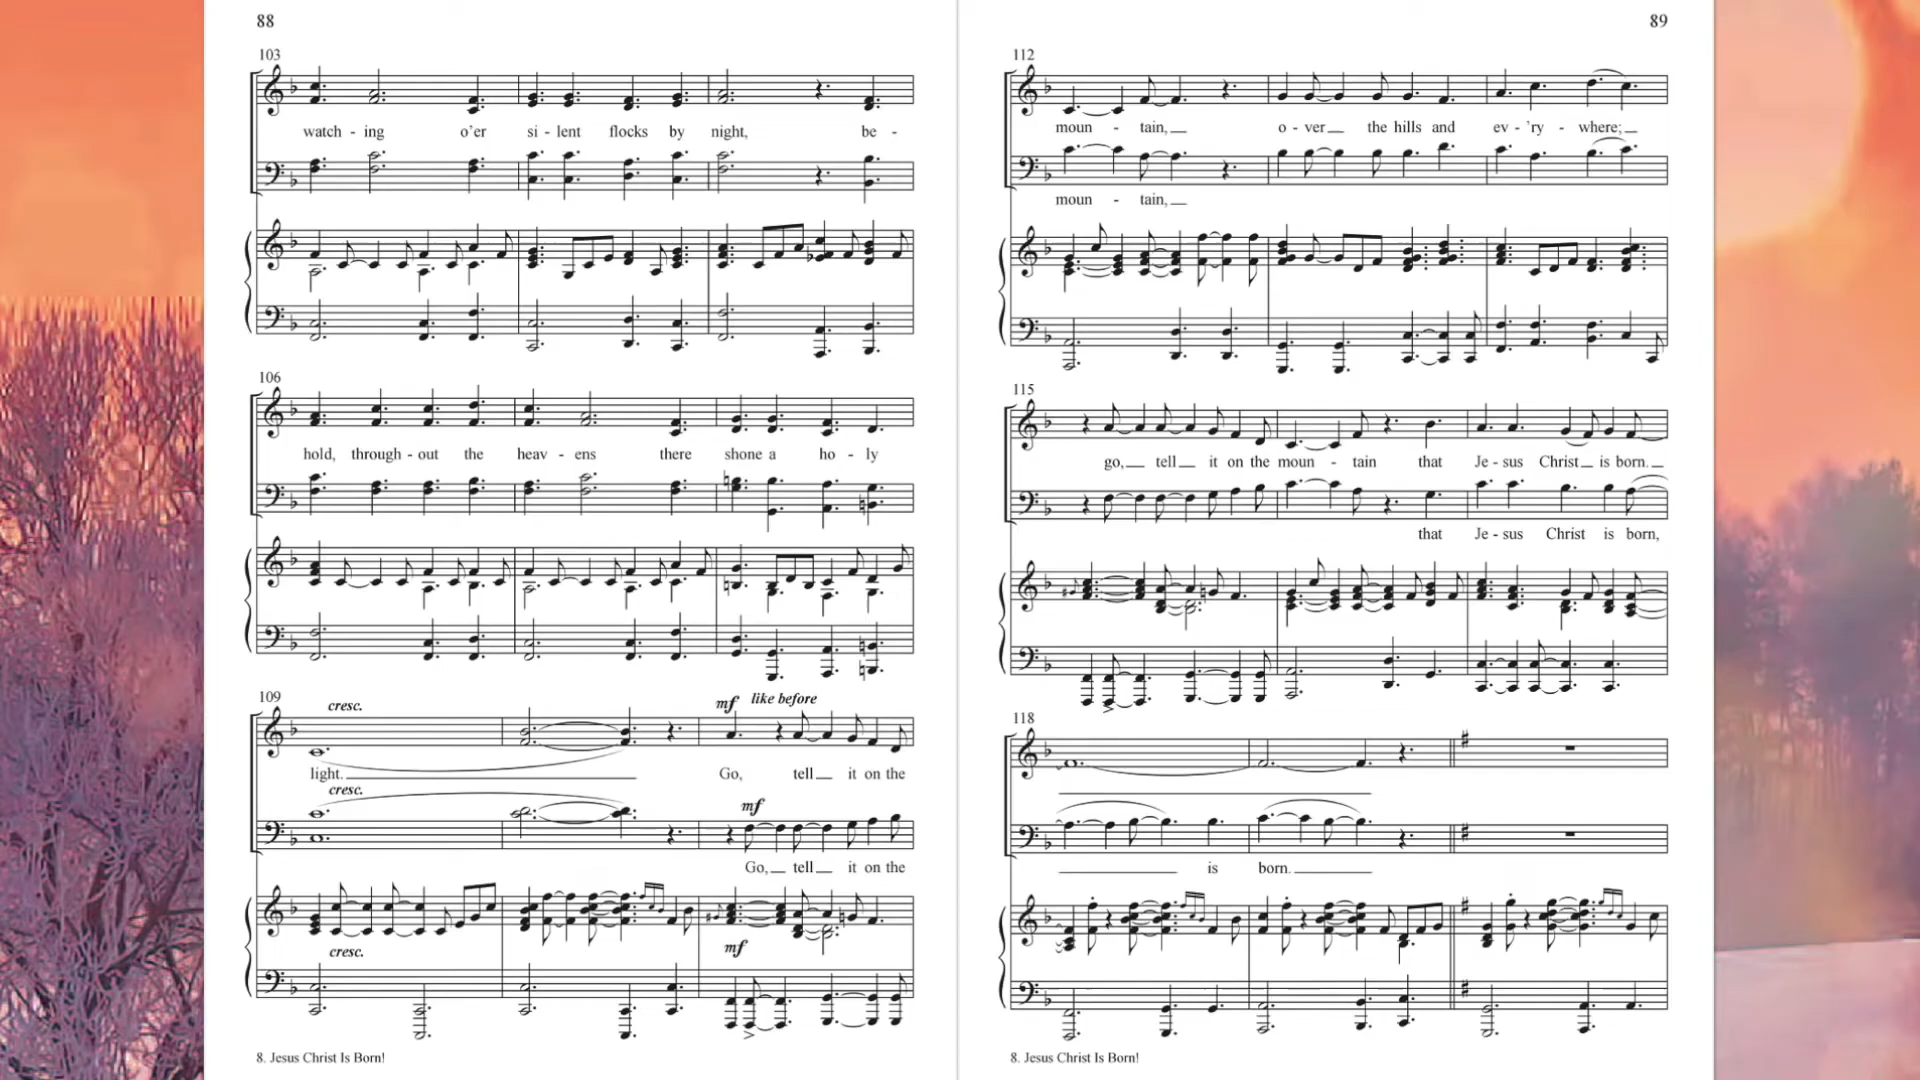 88
103
watch - ing o'er si - lent flocks by night, be -
106
hold, through - out the heav - ens there shone a ho - ly
109
cresc.
mf like before
light. Go, tell it on the
cresc.
mf
Go, tell it on the
cresc.
mf
8. Jesus Christ Is Born!
89
112
moun - tain, o - ver the hills and ev - 'ry - where;
moun - tain,
115
go, tell it on the moun - tain that Je - sus Christ is born.
that Je - sus Christ is born,
118
is born.
8. Jesus Christ Is Born!